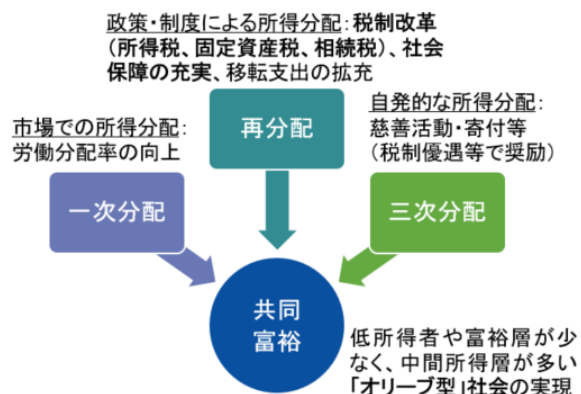 政策・制度による所得分配：税制改革
（所得税、固定資産税、相続税）、社会
保障の充実、移転支出の拡充
市場での所得分配：
労働分配率の向上
再分配
自発的な所得分配：
慈善活動・寄付等
（税制優遇等で奨励）
一次分配
三次分配
共同
富裕
低所得者や富裕層が少
なく、中間所得層が多い
「オリーブ型」社会の実現